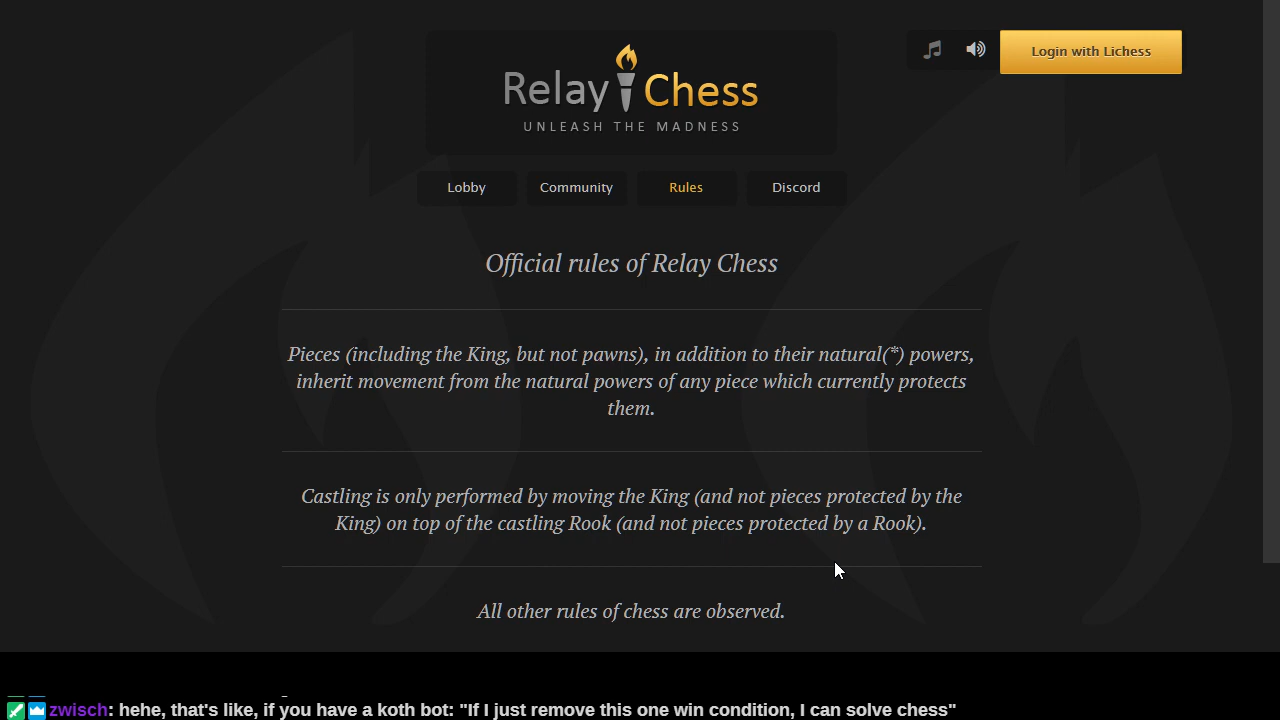 Relay Chess
UNLEASH THE MADNESS
Login with Lichess
Lobby Community Rules Discord
Official rules of Relay Chess
Pieces (including the King, but not pawns), in addition to their natural(*) powers,
inherit movement from the natural powers of any piece which currently protects
them.
Castling is only performed by moving the King (and not pieces protected by the
King) on top of the castling Rook (and not pieces protected by a Rook).
All other rules of chess are observed.
zwisch: hehe, that's like, if you have a koth bot: "If I just remove this one win condition, I can solve chess"